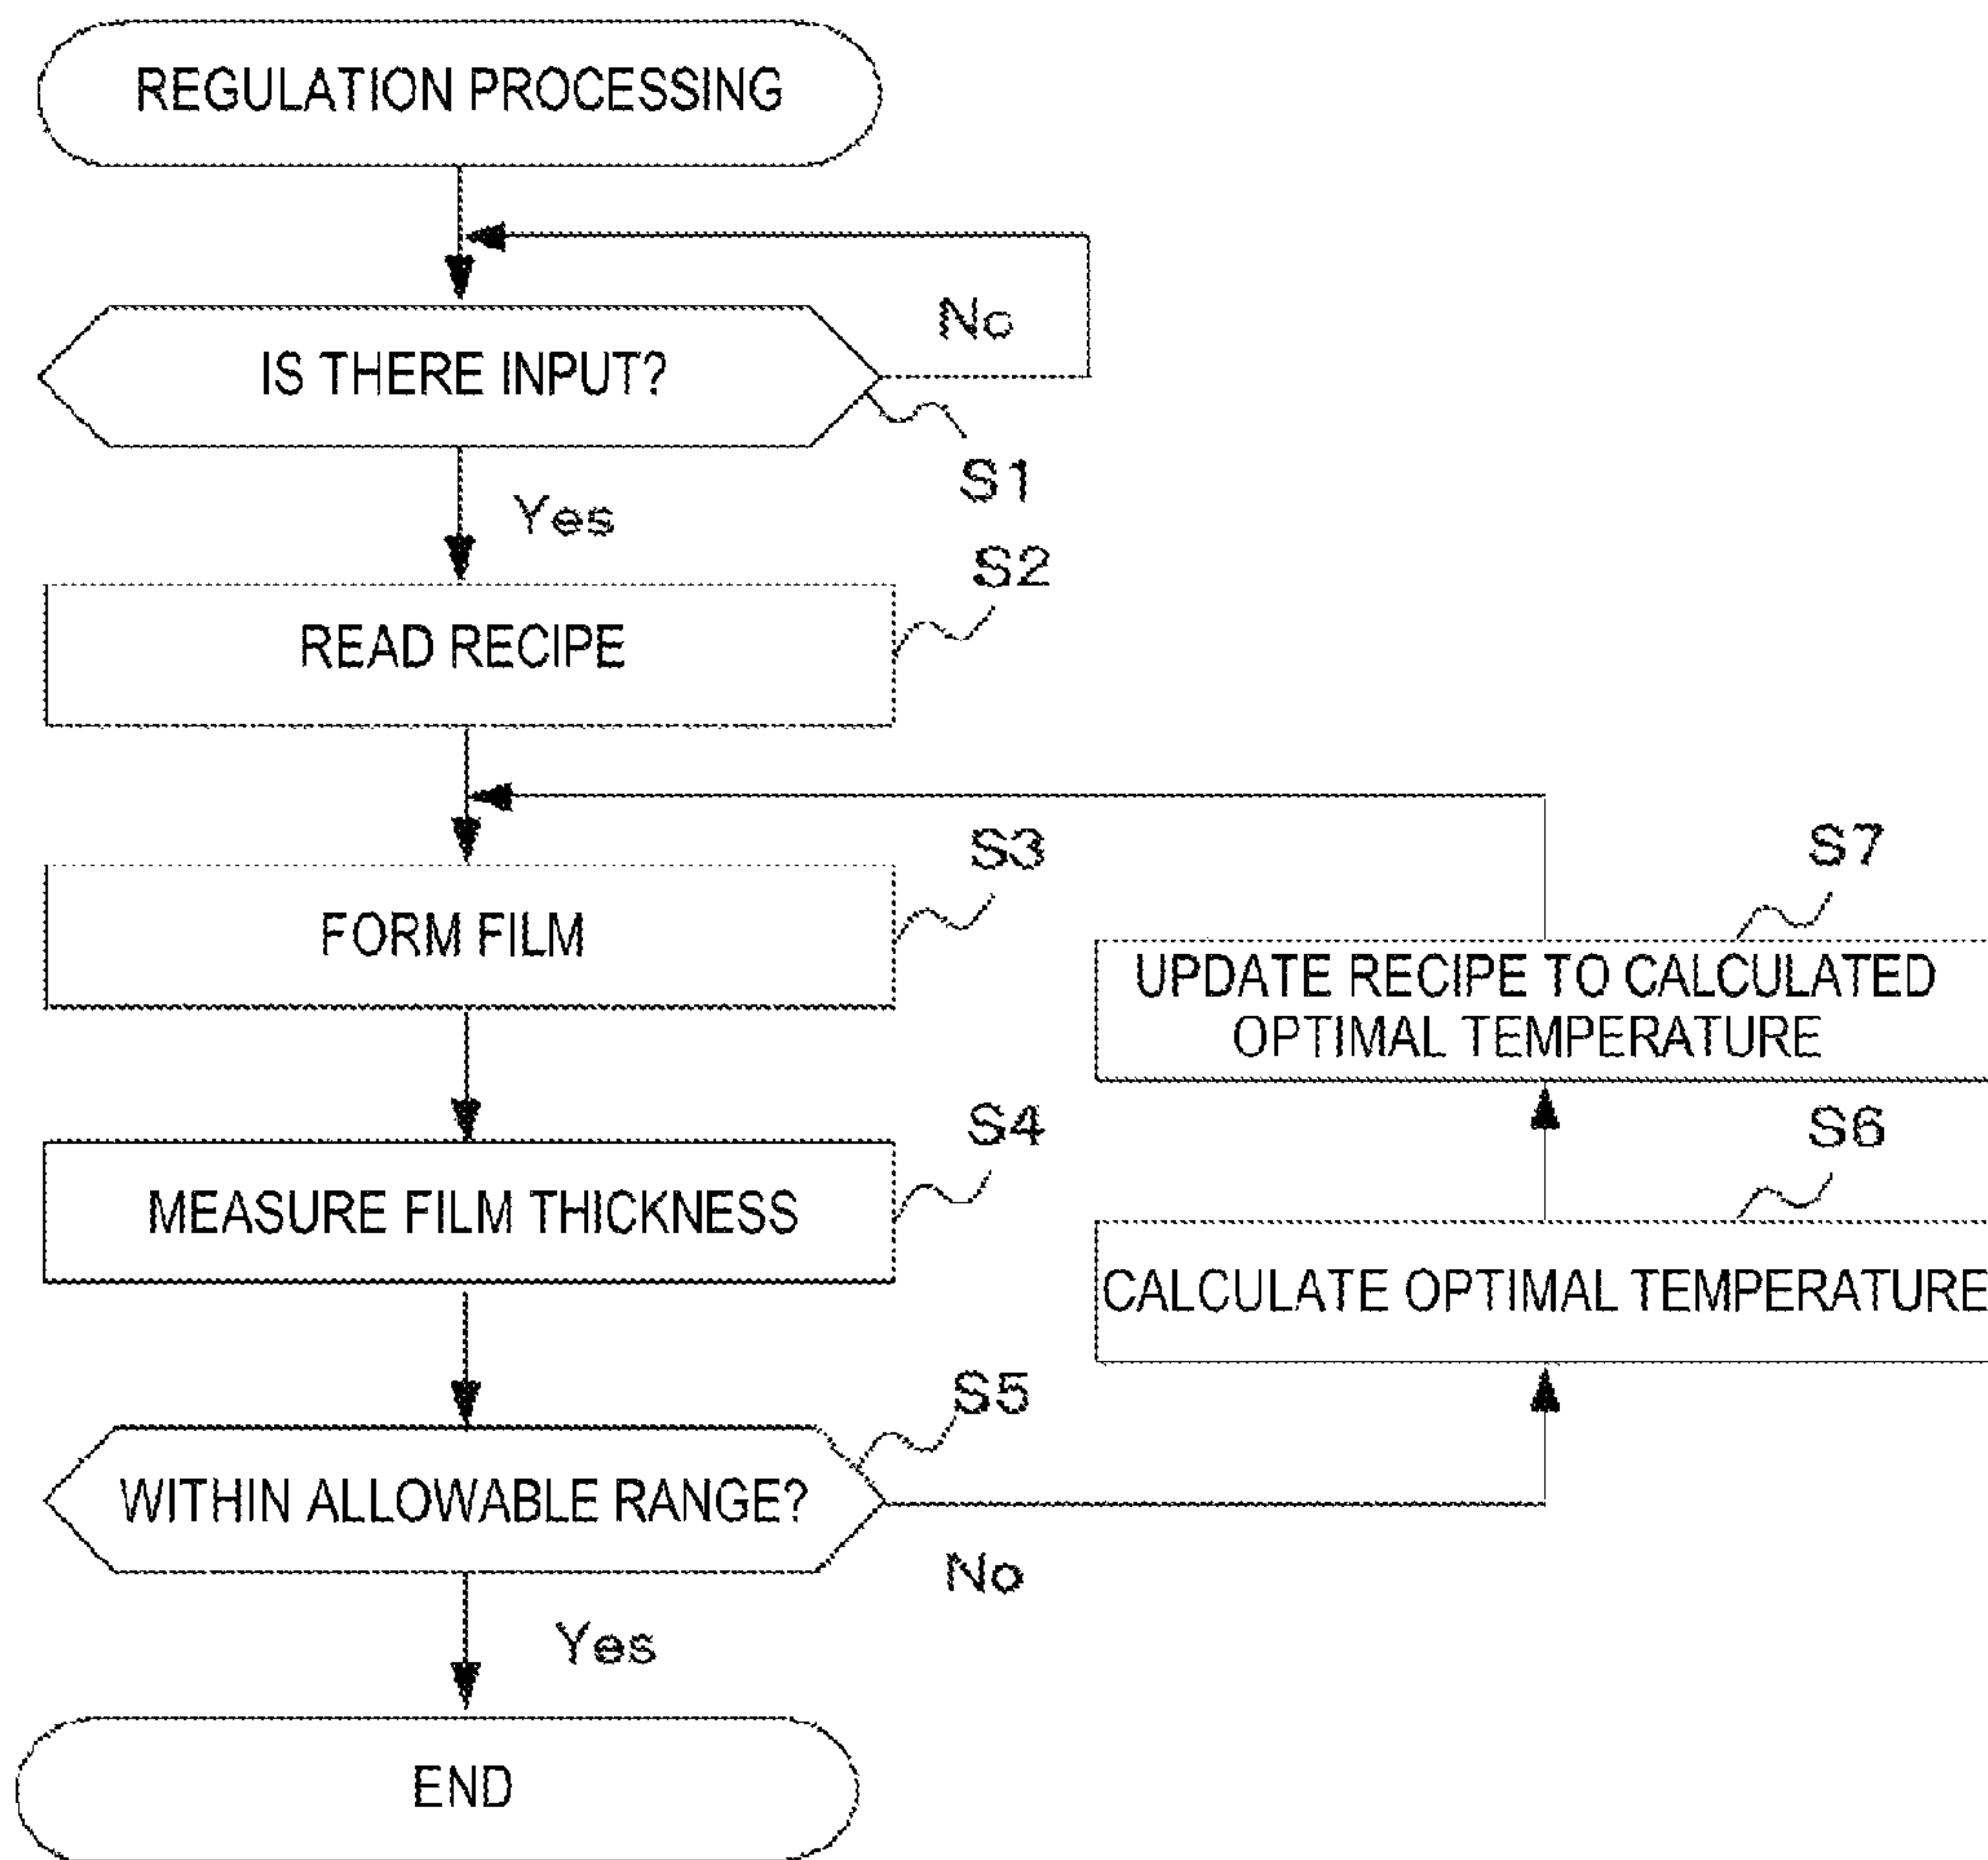 REGULATION PROCESSING
No
IS THERE INPUT?
S1
Yes
S2
READ RECIPE
S3
FORM FILM
S7
UPDATE RECIPE TO CALCULATED
OPTIMAL TEMPERATURE
S4
MEASURE FILM THICKNESS
S6
CALCULATE OPTIMAL TEMPERATURE
S5
WITHIN ALLOWABLE RANGE?
No
Yes
END